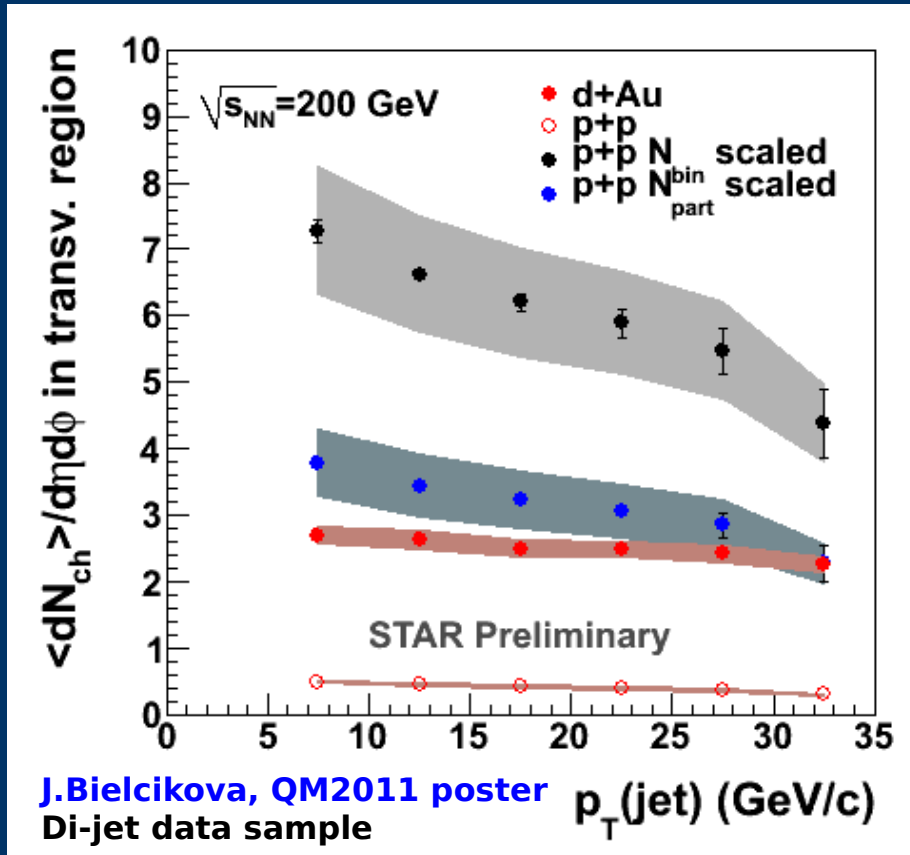 <dN_ch>/dηdϕ in transv. region
10
9
8
7
6
5
4
3
2
1
0
√s_NN=200 GeV
d+Au
p+p
p+p N_bin scaled
p+p N_part scaled
STAR Preliminary
0 5 10 15 20 25 30 35
p_T(jet) (GeV/c)
J.Bielcikova, QM2011 poster
Di-jet data sample